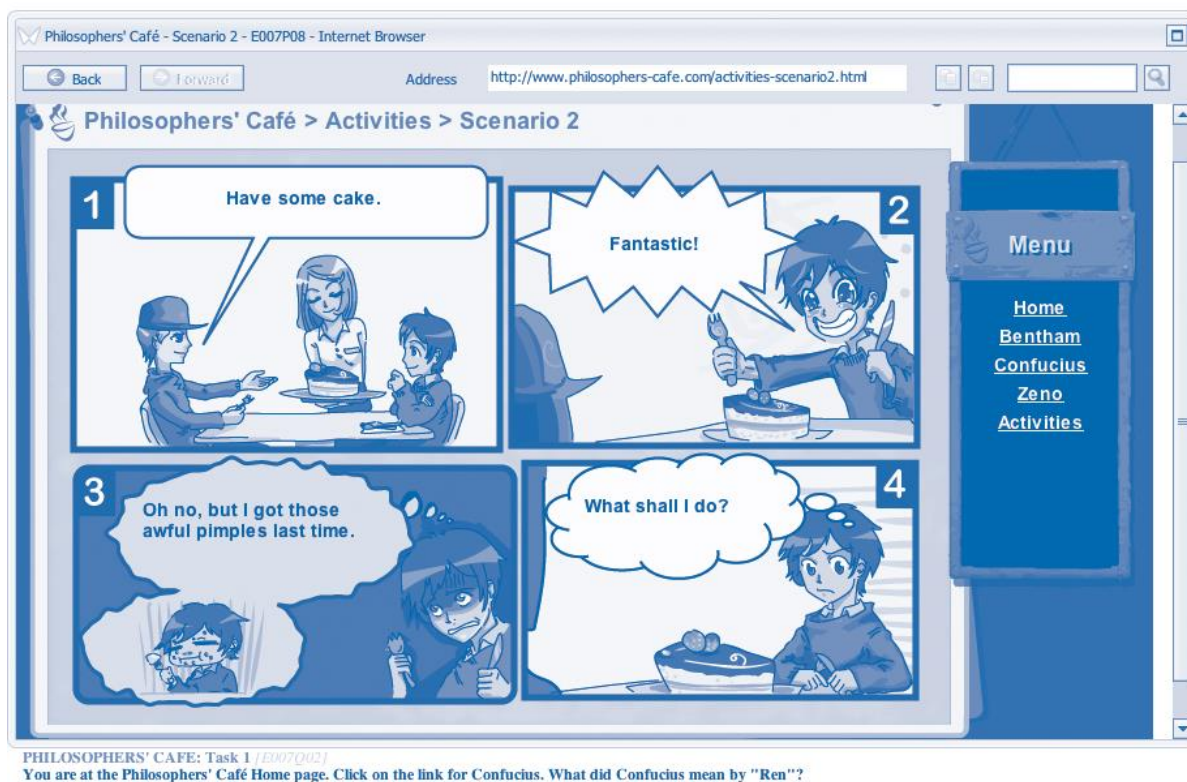 Philosophers' Café - Scenario 2 - E007P08 - Internet Browser
Back
Forward
Address
http://www.philosophers-cafe.com/activities-scenario2.html
Philosophers' Café > Activities > Scenario 2
1
Have some cake.
2
Fantastic!
3
Oh no, but I got those
awful pimples last time.
4
What shall I do?
Menu
Home
Bentham
Confucius
Zeno
Activities
PHILOSOPHERS' CAFE: Task 1 [E007Q02]
You are at the Philosophers' Café Home page. Click on the link for Confucius. What did Confucius mean by "Ren"?